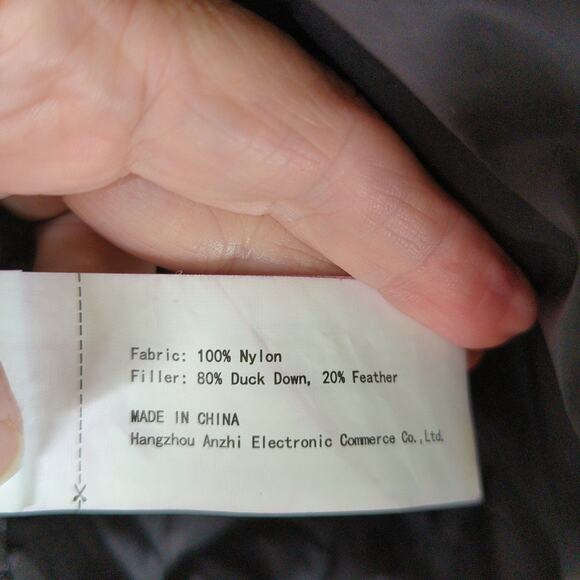 Fabric: 100% Nylon
Filler: 80% Duck Down, 20% Feather
MADE IN CHINA
Hangzhou Anzhi Electronic Commerce Co.,Ltd.